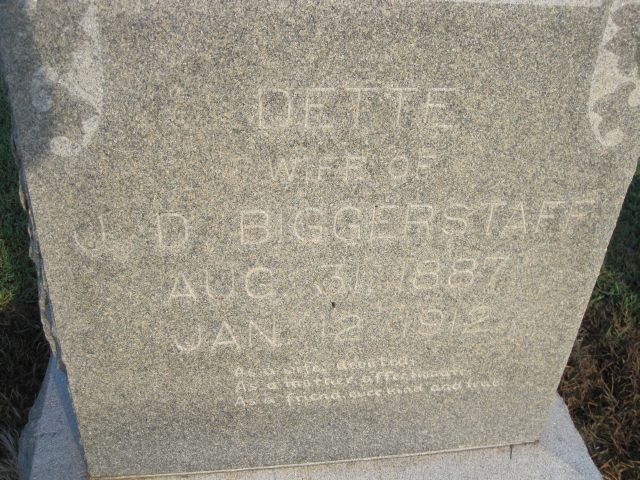 DETTE
WIFE OF
J. D. BIGGERSTAFF
AUG. 31, 1887
JAN. 12, 1912.
As a wife, devoted,
As a mother, affectionate,
As a friend, ever kind and true.